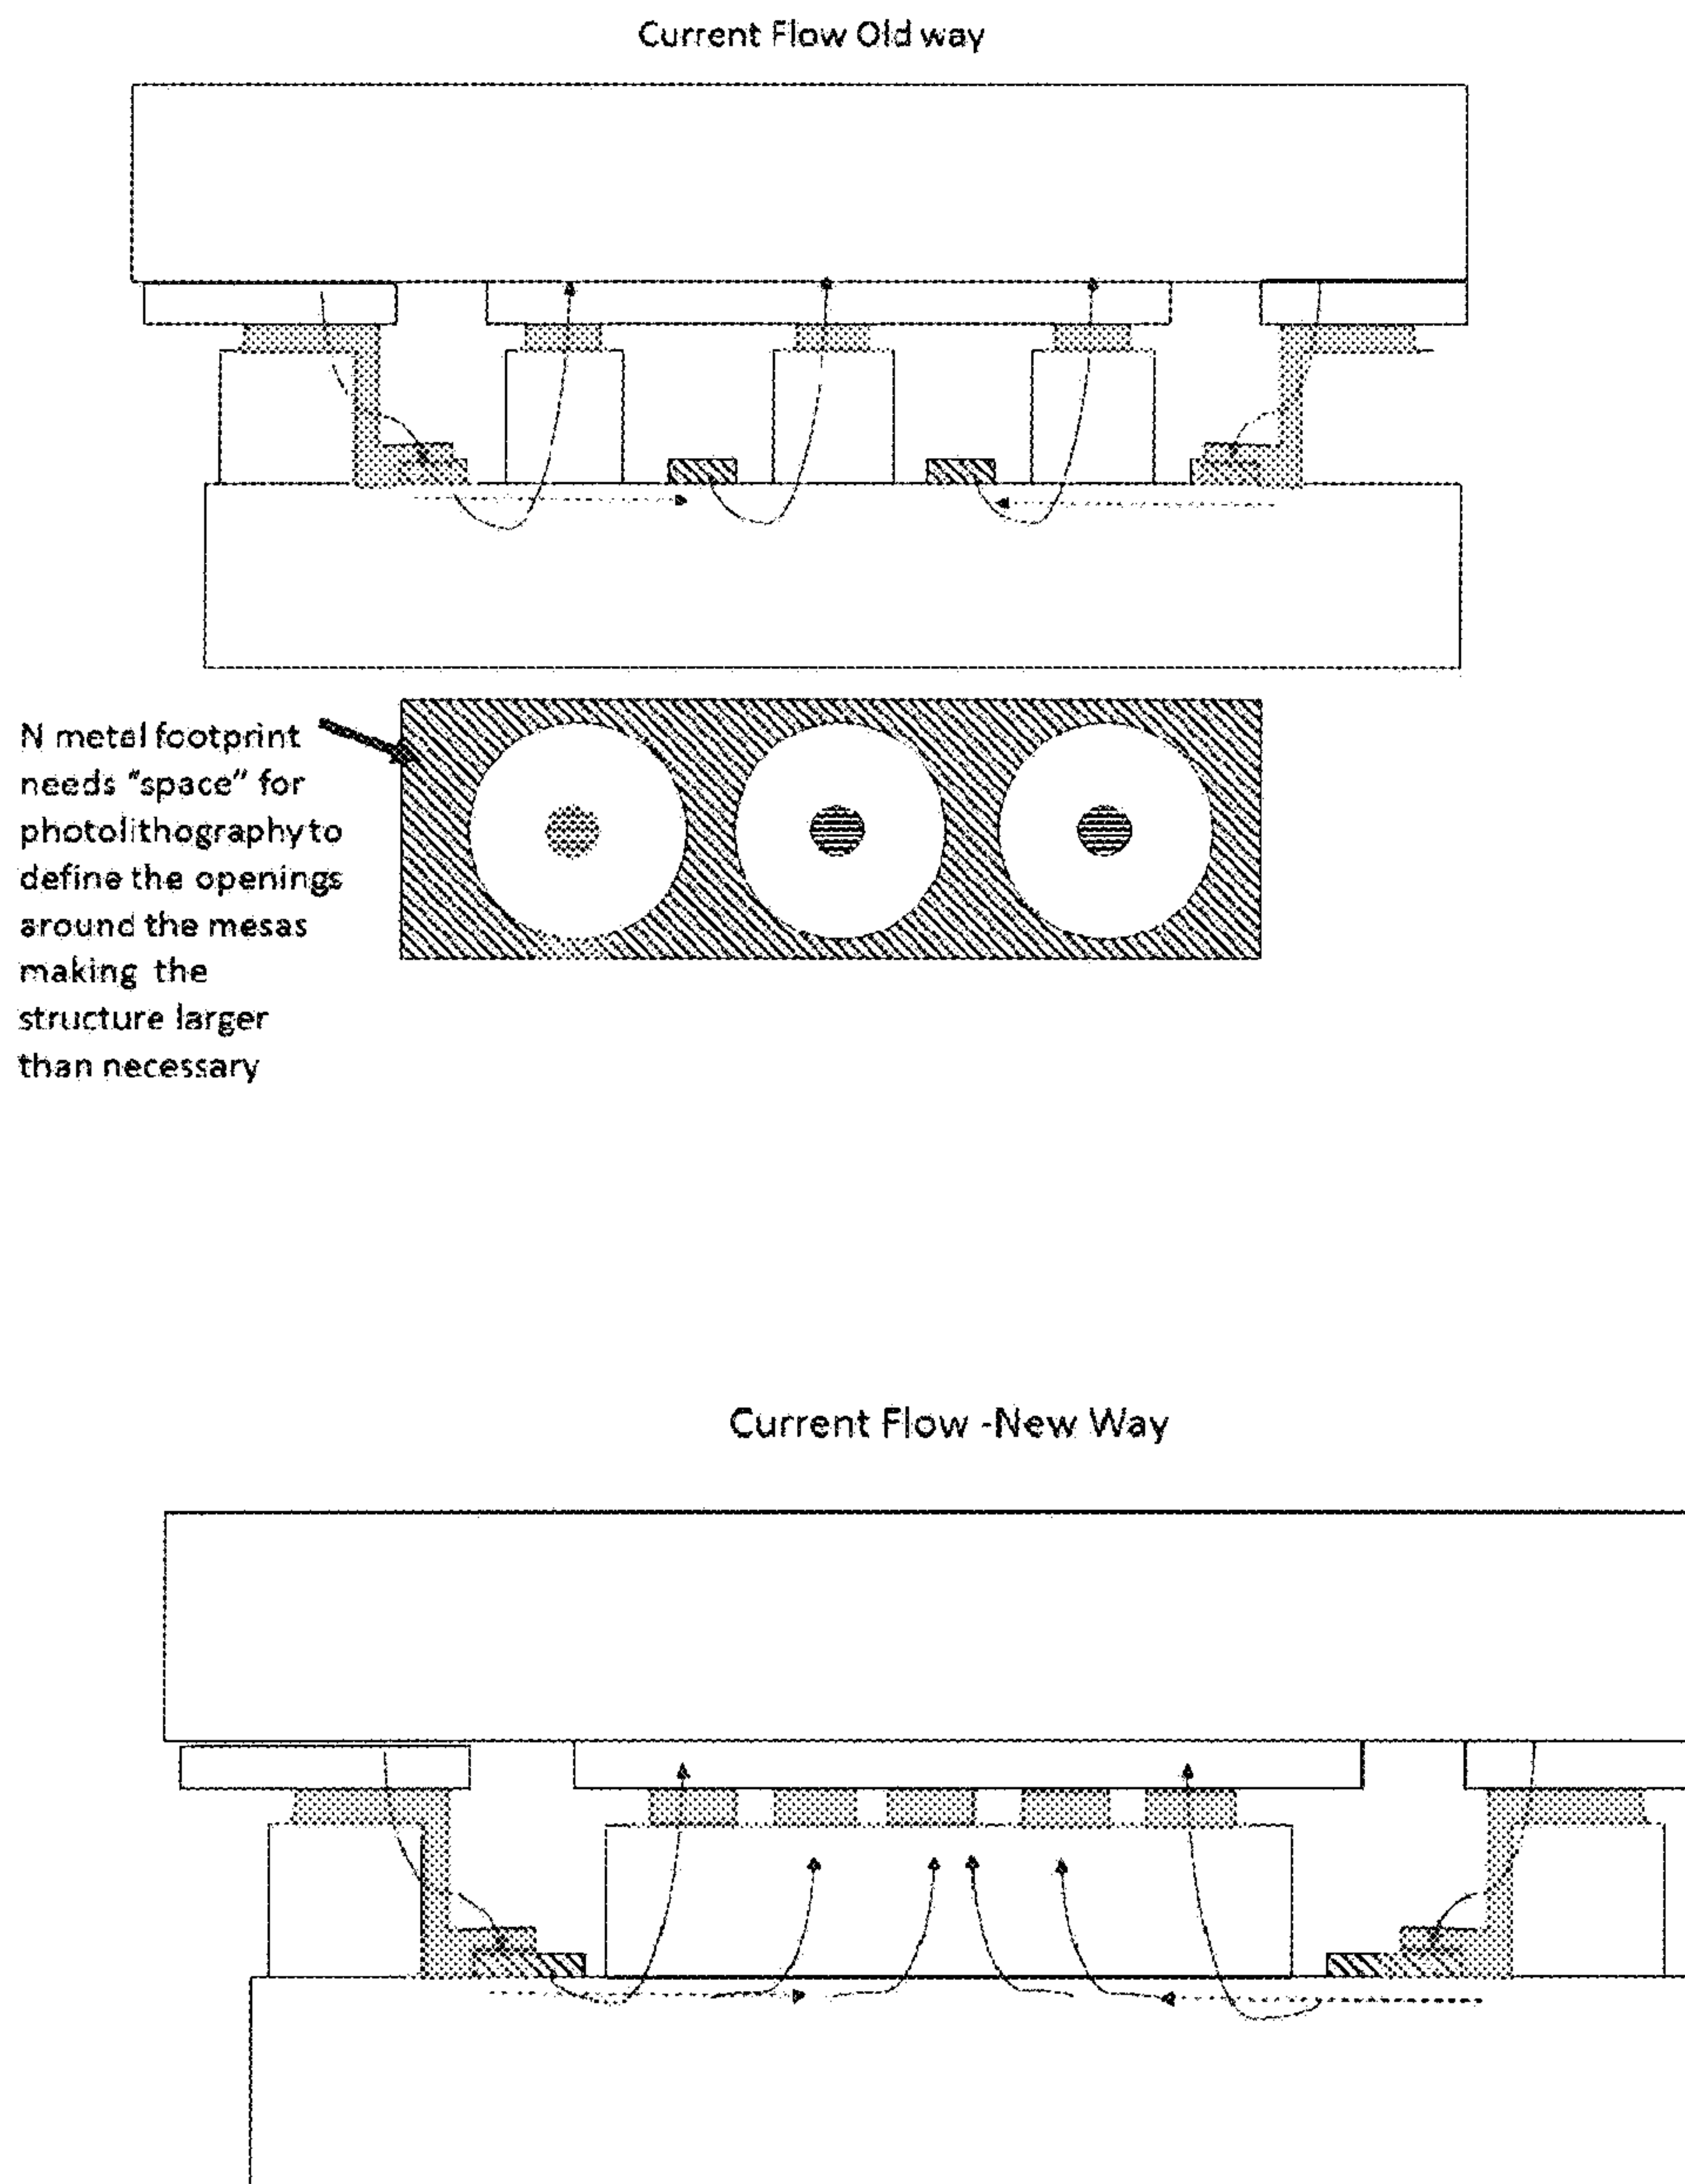 Current Flow Old way
N metal footprint
needs "space" for
photolithography to
define the openings
around the mesas
making the
structure larger
than necessary
Current Flow -New Way